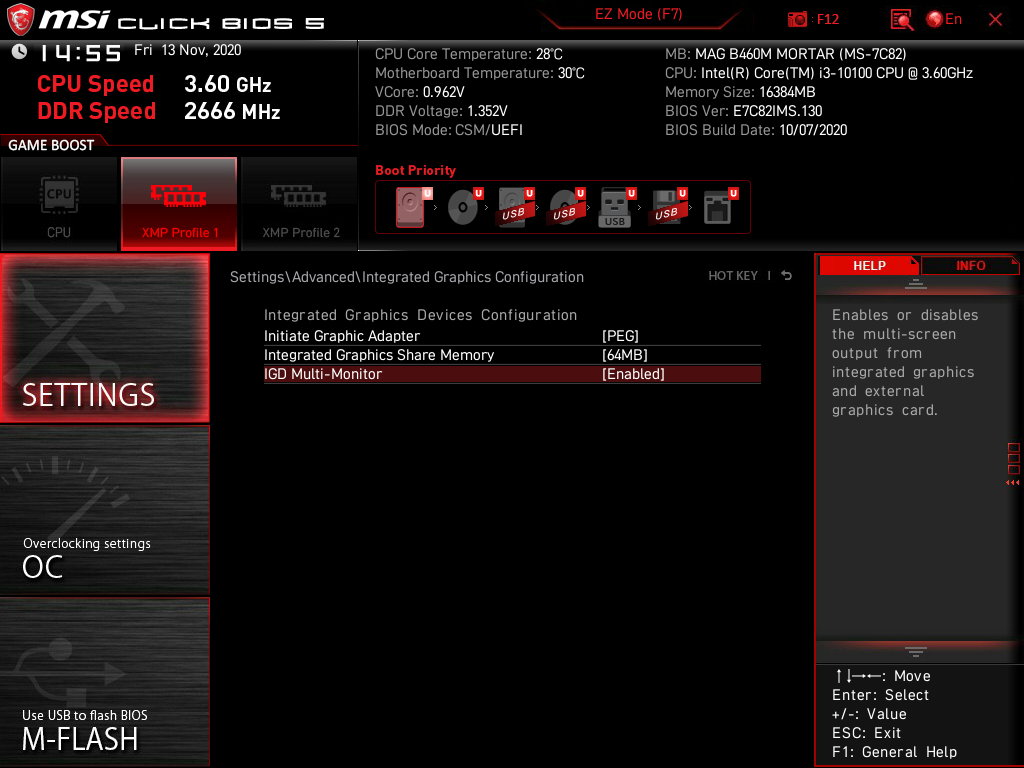 msi CLICK BIOS 5
EZ Mode (F7)
: F12
En
14:55 Fri 13 Nov, 2020
CPU Speed 3.60 GHz
DDR Speed 2666 MHz
CPU Core Temperature: 28°C
Motherboard Temperature: 30°C
VCore: 0.962V
DDR Voltage: 1.352V
BIOS Mode: CSM/UEFI
MB: MAG B460M MORTAR (MS-7C82)
CPU: Intel(R) Core(TM) i3-10100 CPU @ 3.60GHz
Memory Size: 16384MB
BIOS Ver: E7C82IMS.130
BIOS Build Date: 10/07/2020
GAME BOOST
CPU
CPU
XMP Profile 1
XMP Profile 2
Boot Priority
U U U U U U U
USB USB USB USB
SETTINGS
Overclocking settings
OC
Use USB to flash BIOS
M-FLASH
Settings\Advanced\Integrated Graphics Configuration
HOT KEY |
Integrated Graphics Devices Configuration
Initiate Graphic Adapter [PEG]
Integrated Graphics Share Memory [64MB]
IGD Multi-Monitor [Enabled]
HELP
INFO
Enables or disables
the multi-screen
output from
integrated graphics
and external
graphics card.
↑↓→←: Move
Enter: Select
+/-: Value
ESC: Exit
F1: General Help